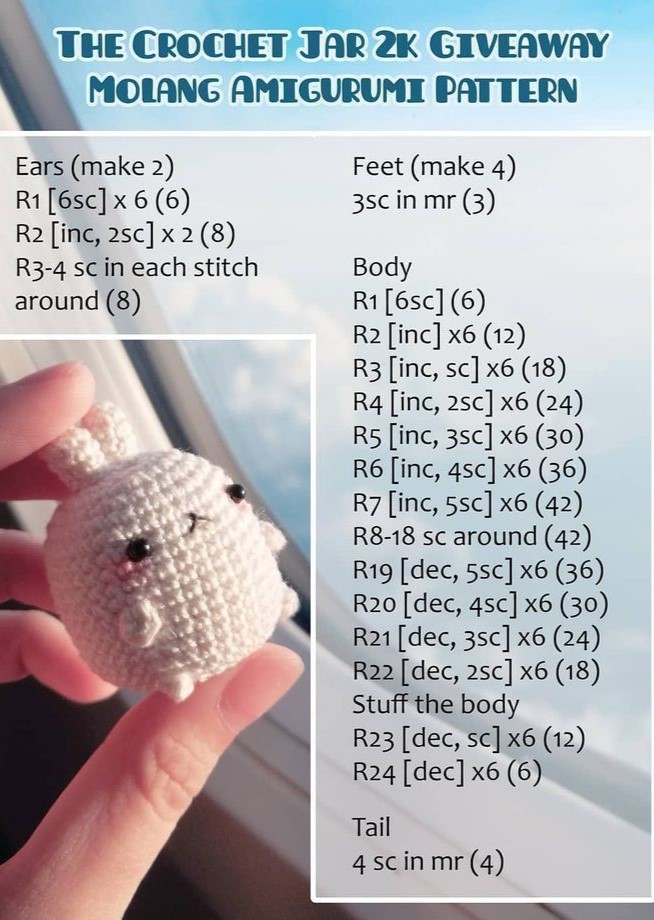 The Crochet Jar 2k Giveaway
Molang Amigurumi Pattern
Ears (make 2)
R1 [6sc] x 6 (6)
R2 [inc, 2sc] x 2 (8)
R3-4 sc in each stitch
around (8)
Feet (make 4)
3sc in mr (3)
Body
R1 [6sc] (6)
R2 [inc] x6 (12)
R3 [inc, sc] x6 (18)
R4 [inc, 2sc] x6 (24)
R5 [inc, 3sc] x6 (30)
R6 [inc, 4sc] x6 (36)
R7 [inc, 5sc] x6 (42)
R8-18 sc around (42)
R19 [dec, 5sc] x6 (36)
R20 [dec, 4sc] x6 (30)
R21 [dec, 3sc] x6 (24)
R22 [dec, 2sc] x6 (18)
Stuff the body
R23 [dec, sc] x6 (12)
R24 [dec] x6 (6)
Tail
4 sc in mr (4)